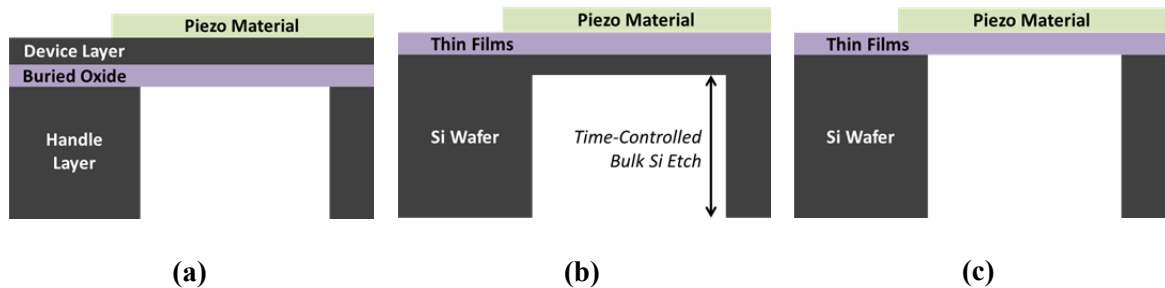 Piezo Material
Device Layer
Buried Oxide
Handle
Layer
(a)
Piezo Material
Thin Films
Si Wafer
Time-Controlled
Bulk Si Etch
(b)
Piezo Material
Thin Films
Si Wafer
(c)